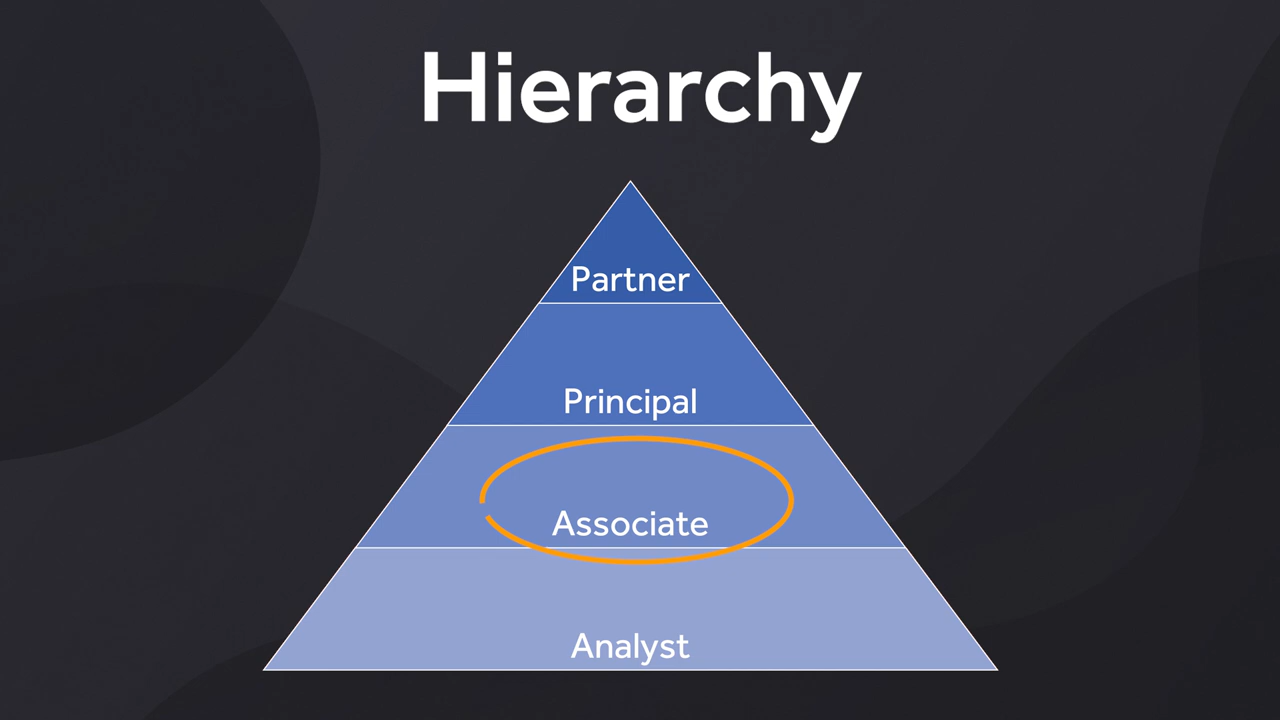 Hierarchy
Partner
Principal
Associate
Analyst